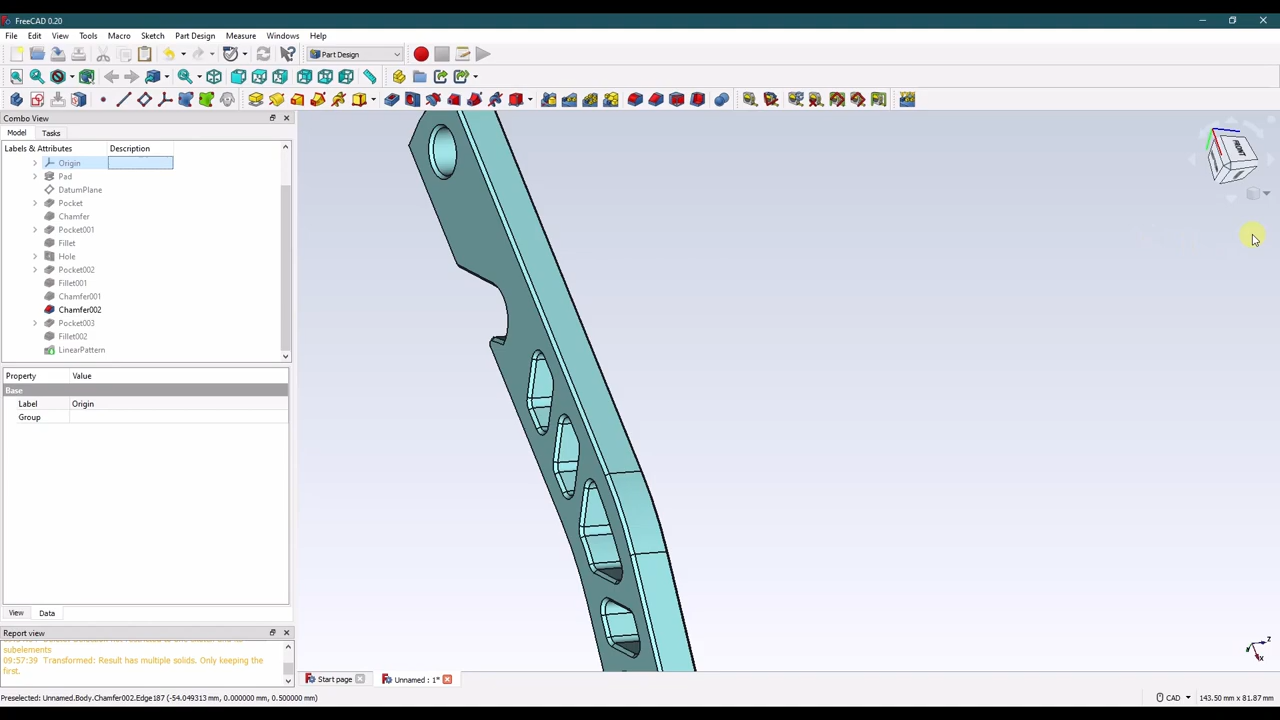 FreeCAD 0.20
File Edit View Tools Macro Sketch Part Design Measure Windows Help
Part Design
Combo View
Model Tasks
Labels & Attributes Description
Origin
Pad
DatumPlane
Pocket
Chamfer
Pocket001
Fillet
Hole
Pocket002
Fillet001
Chamfer001
Chamfer002
Pocket003
Fillet002
LinearPattern
Property Value
Base
Label Origin
Group
View Data
Report view
subelements
09:57:39 Transformed: Result has multiple solids. Only keeping the
first.
FRONT
Z
X
Start page Unnamed : 1*
Preselected: Unnamed.Body.Chamfer002.Edge187 (-54.049313 mm, 0.000000 mm, 0.500000 mm) CAD 143.50 mm x 81.87 mm